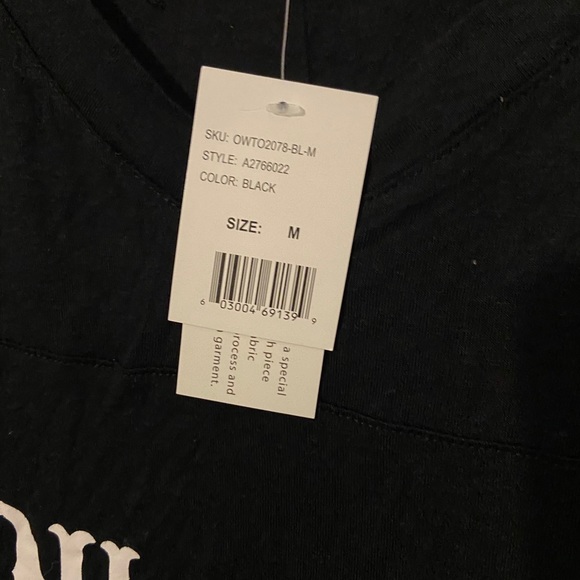 SKU: OWTO2078-BL-M
STYLE: A2766022
COLOR: BLACK
SIZE: M
6 03004 69139 9
a special
h piece
bric
rocess and
garment.